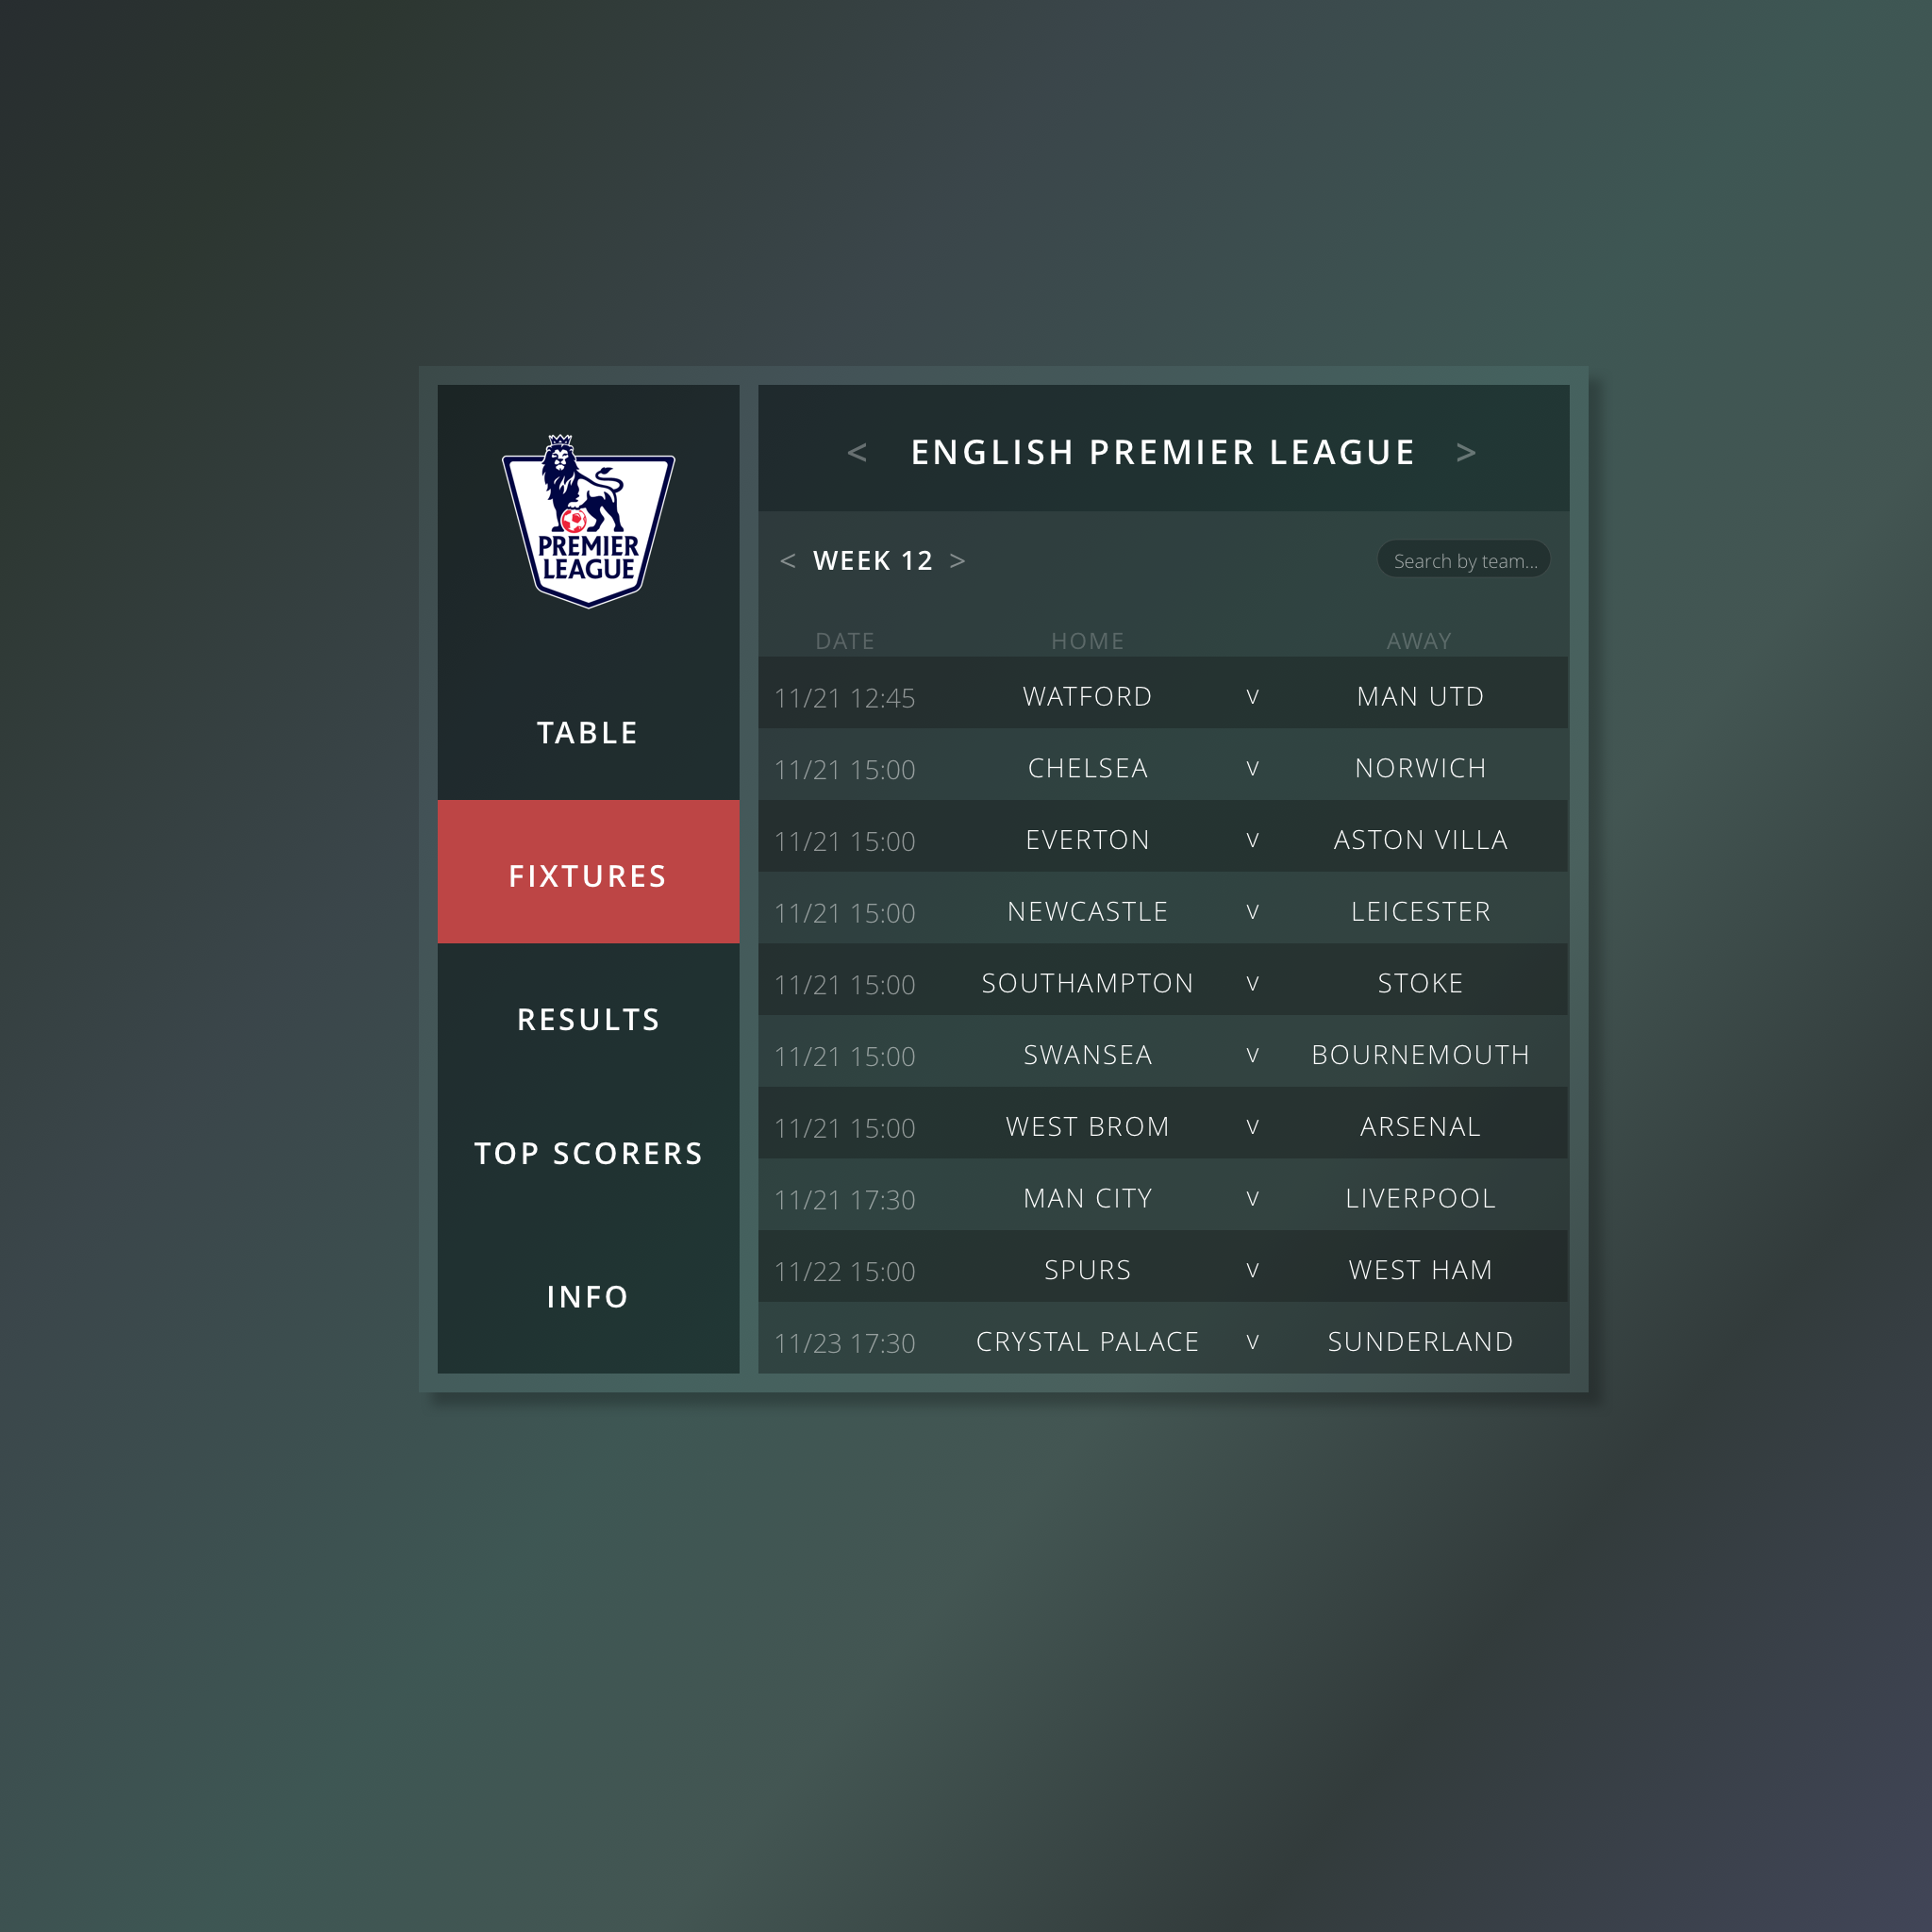 PREMIER
LEAGUE
TABLE
FIXTURES
RESULTS
TOP SCORERS
INFO
< ENGLISH PREMIER LEAGUE >
< WEEK 12 > Search by team...
DATE HOME AWAY
11/21 12:45 WATFORD V MAN UTD
11/21 15:00 CHELSEA V NORWICH
11/21 15:00 EVERTON V ASTON VILLA
11/21 15:00 NEWCASTLE V LEICESTER
11/21 15:00 SOUTHAMPTON V STOKE
11/21 15:00 SWANSEA V BOURNEMOUTH
11/21 15:00 WEST BROM V ARSENAL
11/21 17:30 MAN CITY V LIVERPOOL
11/22 15:00 SPURS V WEST HAM
11/23 17:30 CRYSTAL PALACE V SUNDERLAND